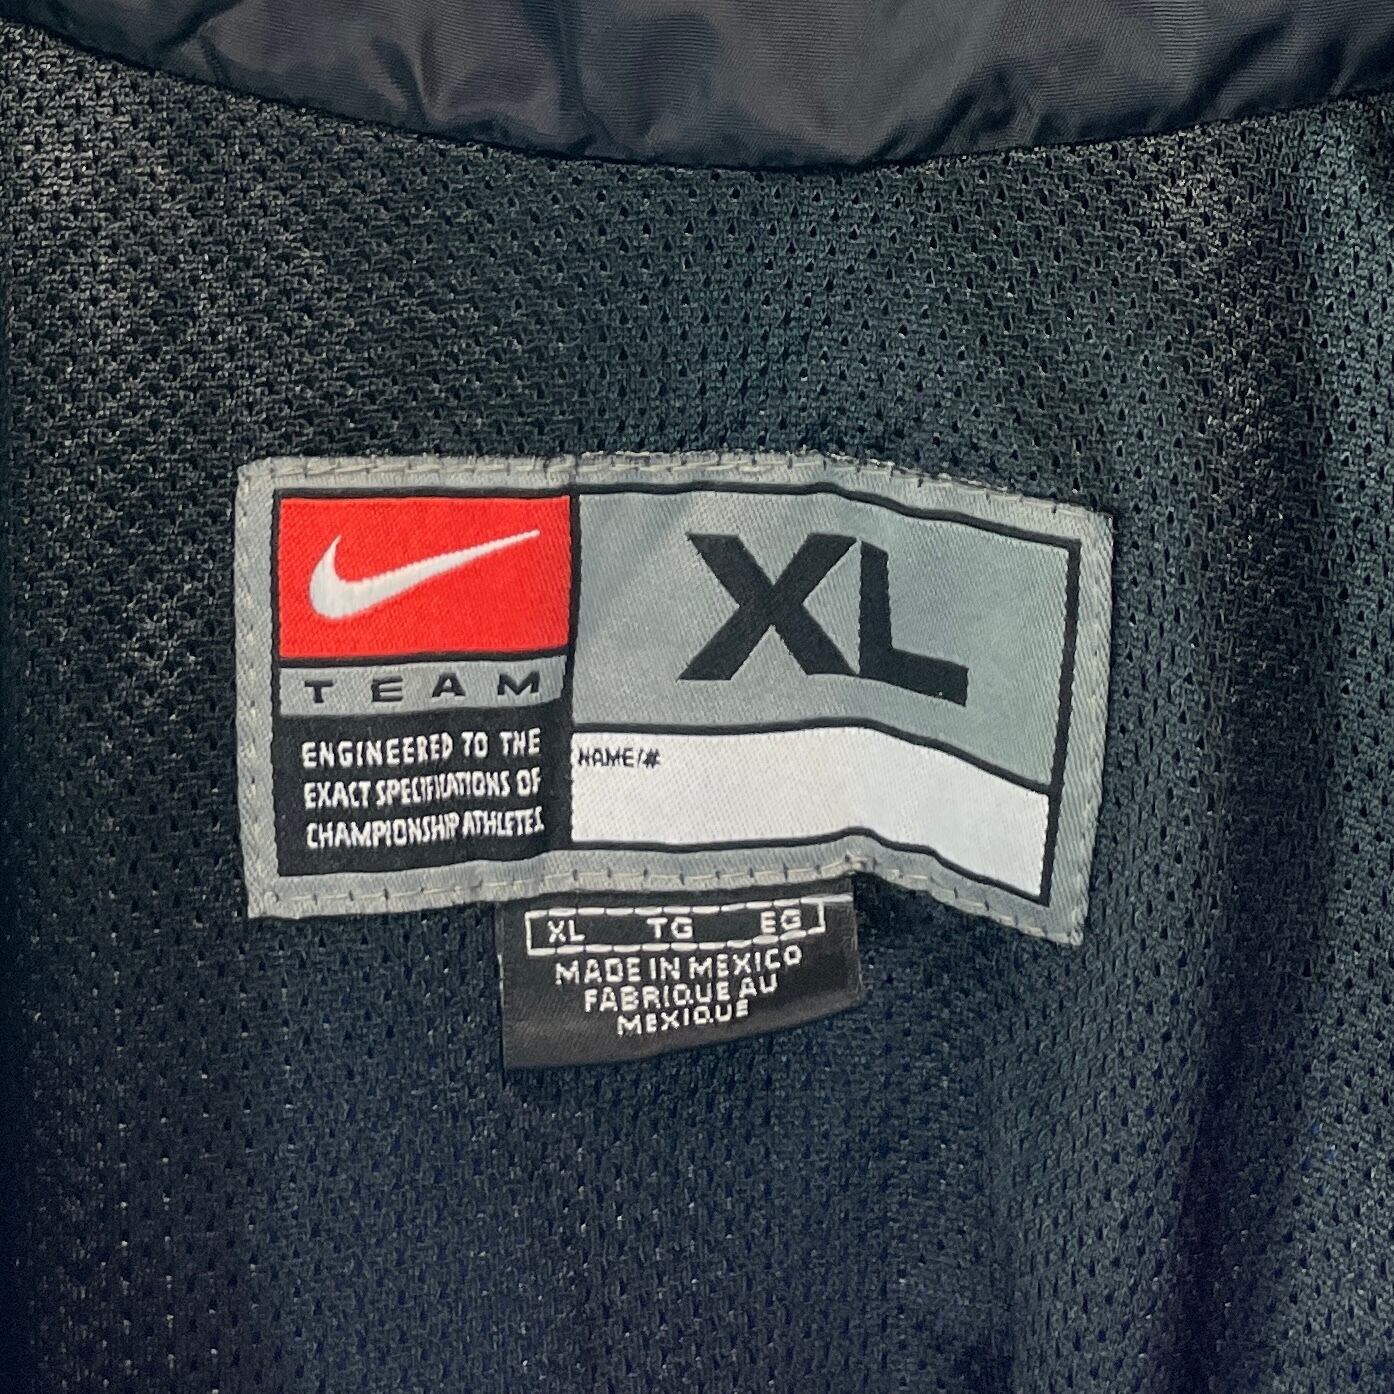 TEAM
ENGINEERED TO THE
EXACT SPECIFICATIONS OF
CHAMPIONSHIP ATHLETES
XL
NAME/#
XL TG EG
MADE IN MEXICO
FABRIQUE AU
MEXIQUE